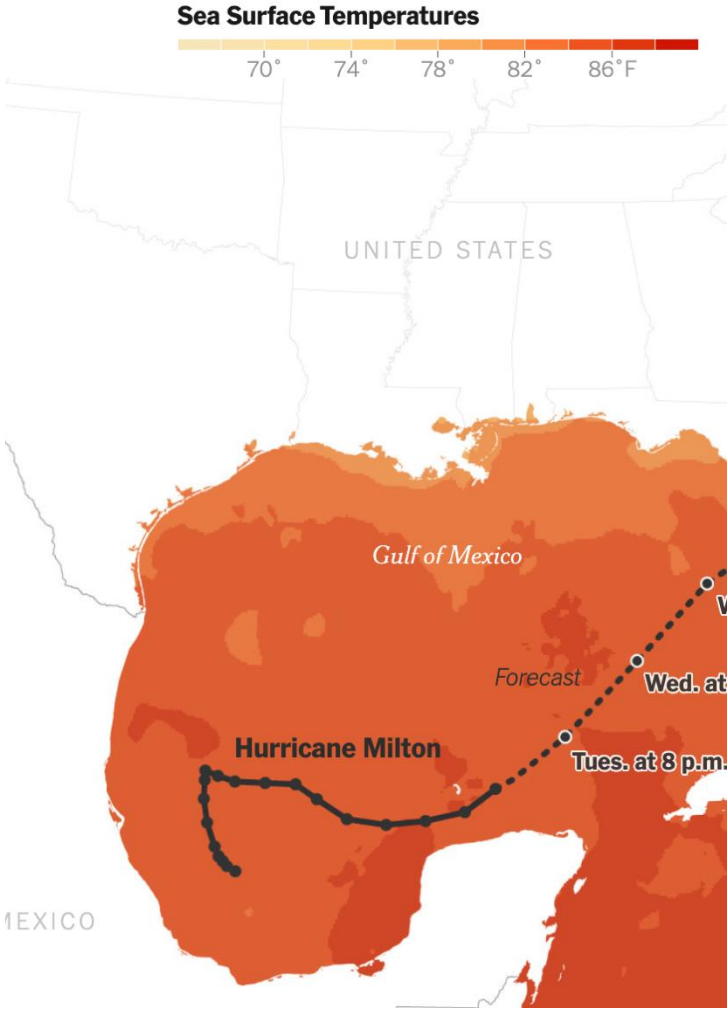 Sea Surface Temperatures
70° 74° 78° 82° 86°F
UNITED STATES
Gulf of Mexico
Forecast
Wed. at
Hurricane Milton
Tues. at 8 p.m.
MEXICO